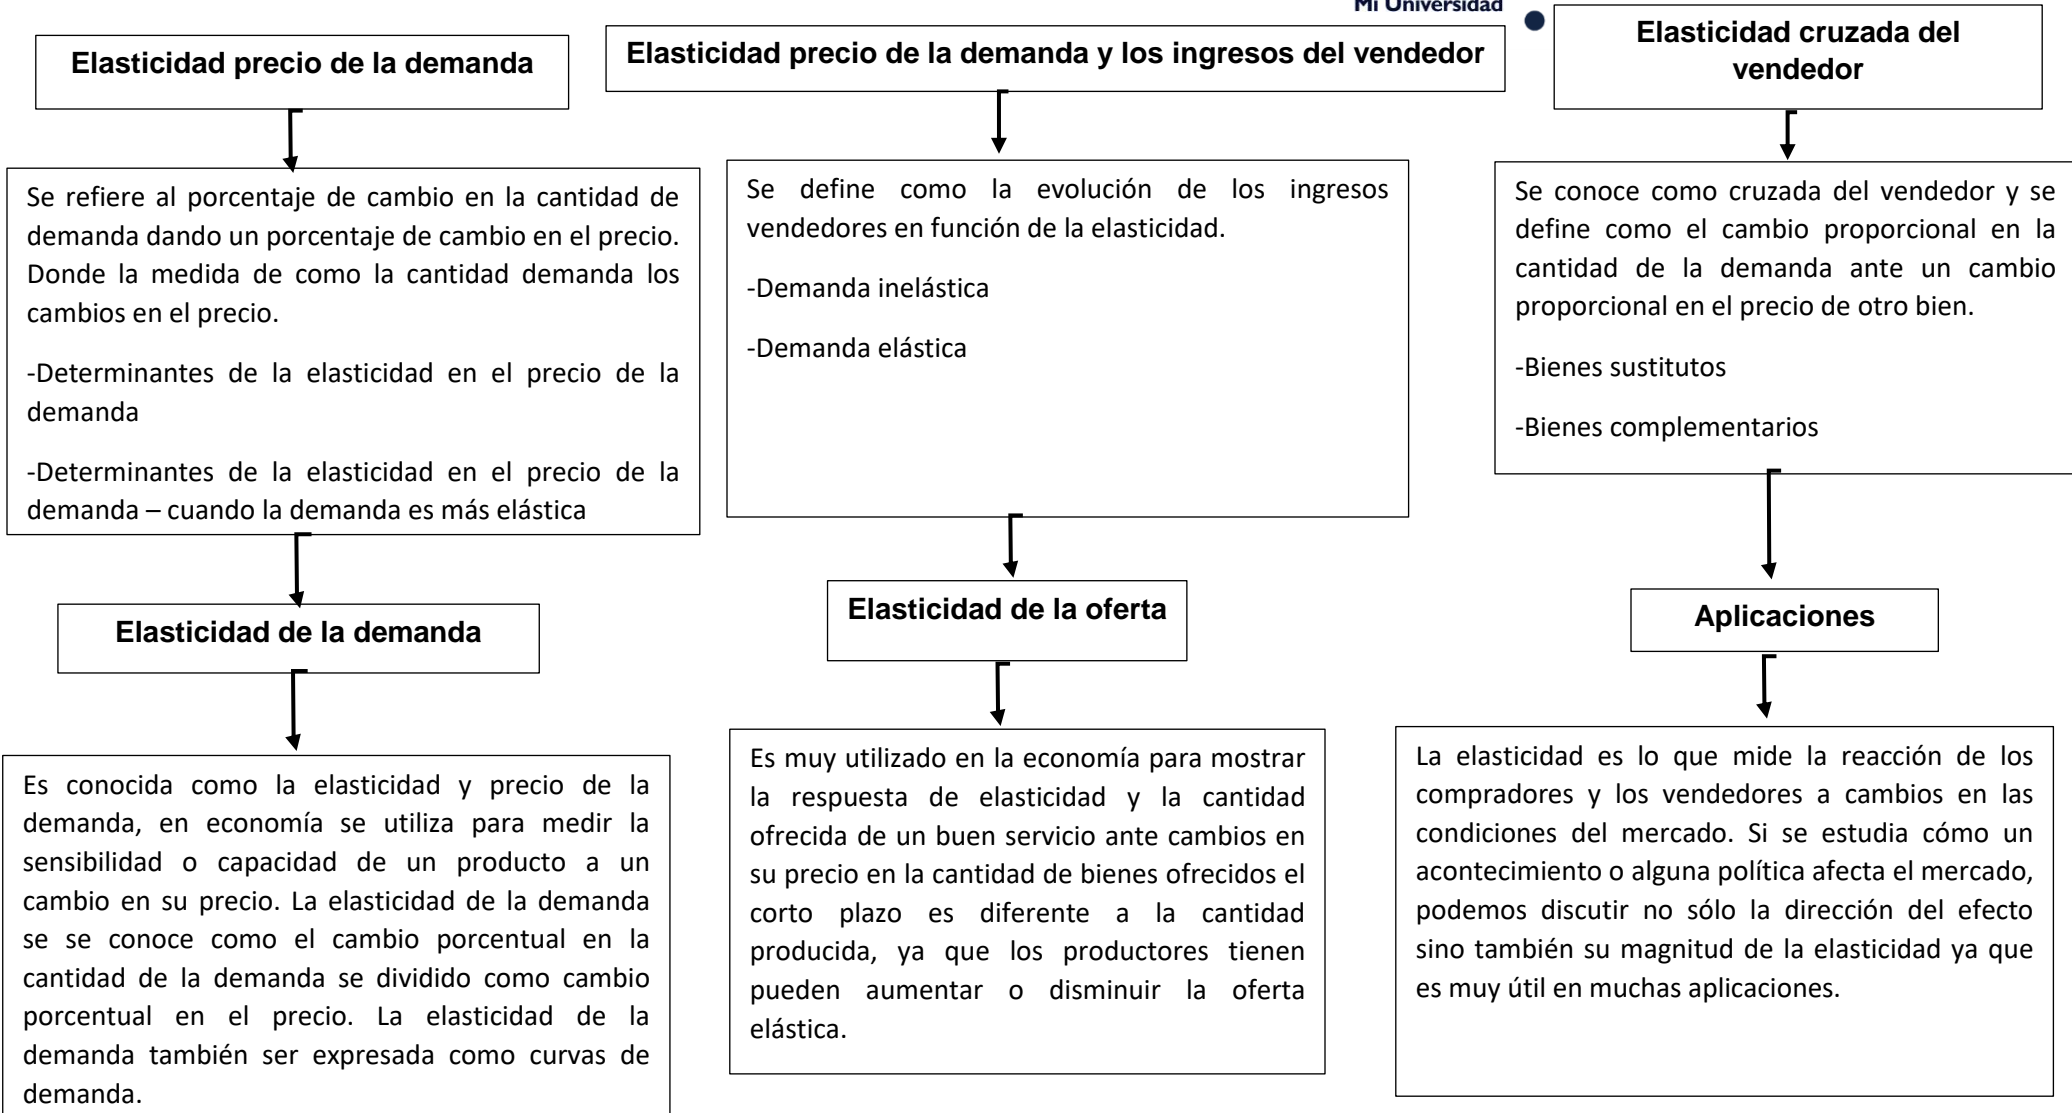 Mi Universidad
Elasticidad precio de la demanda
Elasticidad precio de la demanda y los ingresos del vendedor
Elasticidad cruzada del
vendedor
Se refiere al porcentaje de cambio en la cantidad de
demanda dando un porcentaje de cambio en el precio.
Donde la medida de como la cantidad demanda los
cambios en el precio.
-Determinantes de la elasticidad en el precio de la
demanda
-Determinantes de la elasticidad en el precio de la
demanda – cuando la demanda es más elástica
Se define como la evolución de los ingresos
vendedores en función de la elasticidad.
-Demanda inelástica
-Demanda elástica
Se conoce como cruzada del vendedor y se
define como el cambio proporcional en la
cantidad de la demanda ante un cambio
proporcional en el precio de otro bien.
-Bienes sustitutos
-Bienes complementarios
Elasticidad de la demanda
Elasticidad de la oferta
Aplicaciones
Es conocida como la elasticidad y precio de la
demanda, en economía se utiliza para medir la
sensibilidad o capacidad de un producto a un
cambio en su precio. La elasticidad de la demanda
se se conoce como el cambio porcentual en la
cantidad de la demanda se dividido como cambio
porcentual en el precio. La elasticidad de la
demanda también ser expresada como curvas de
demanda.
Es muy utilizado en la economía para mostrar
la respuesta de elasticidad y la cantidad
ofrecida de un buen servicio ante cambios en
su precio en la cantidad de bienes ofrecidos el
corto plazo es diferente a la cantidad
producida, ya que los productores tienen
pueden aumentar o disminuir la oferta
elástica.
La elasticidad es lo que mide la reacción de los
compradores y los vendedores a cambios en las
condiciones del mercado. Si se estudia cómo un
acontecimiento o alguna política afecta el mercado,
podemos discutir no sólo la dirección del efecto
sino también su magnitud de la elasticidad ya que
es muy útil en muchas aplicaciones.